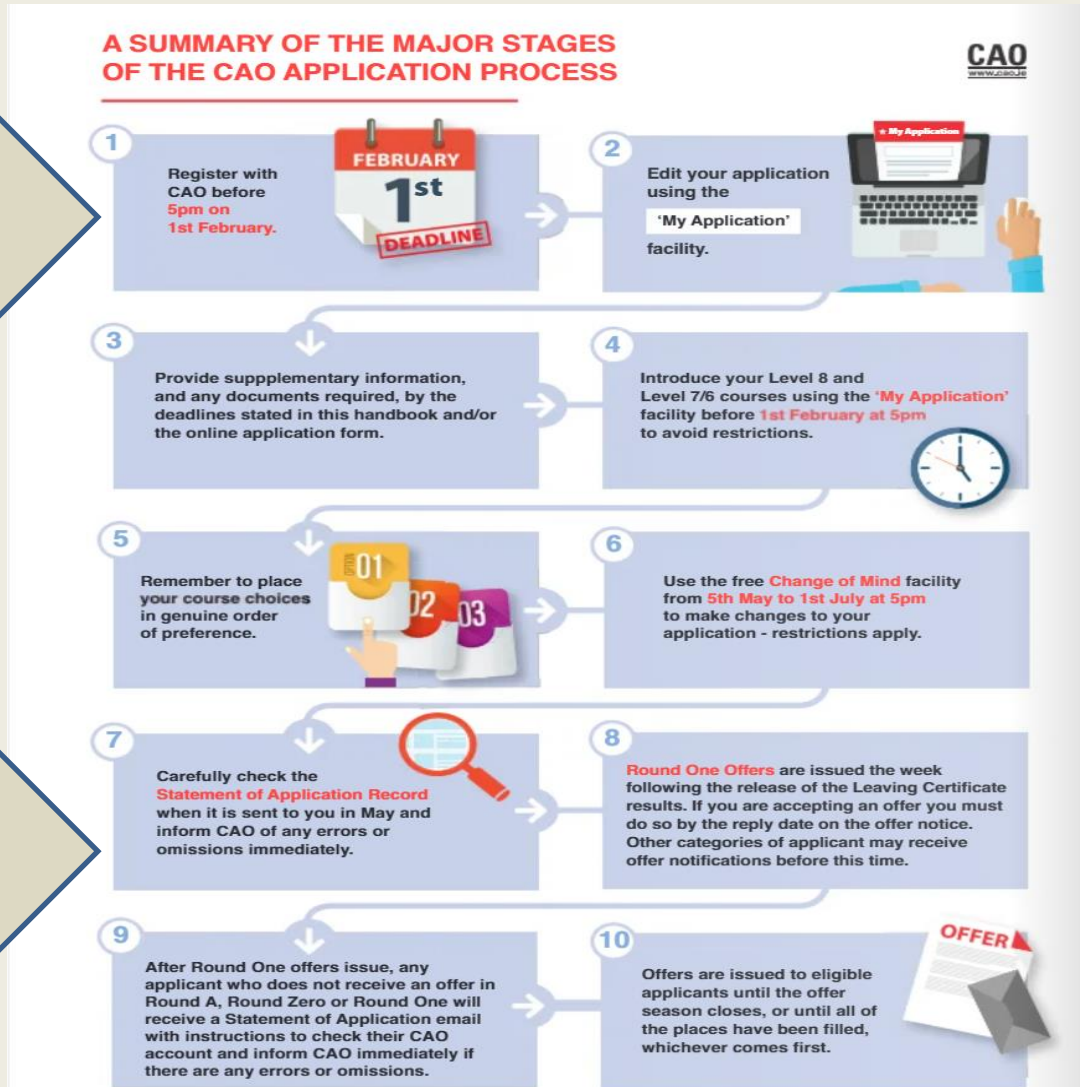 A SUMMARY OF THE MAJOR STAGES
OF THE CAO APPLICATION PROCESS
CAO
www.cao.ie
1
Register with
CAO before
5pm on
1st February.
FEBRUARY
1st
DEADLINE
2
Edit your application
using the
'My Application'
facility.
★ My Application
3
Provide suppplementary information,
and any documents required, by the
deadlines stated in this handbook and/or
the online application form.
4
Introduce your Level 8 and
Level 7/6 courses using the 'My Application'
facility before 1st February at 5pm
to avoid restrictions.
5
Remember to place
your course choices
in genuine order
of preference.
OPTION 01
02
03
6
Use the free Change of Mind facility
from 5th May to 1st July at 5pm
to make changes to your
application - restrictions apply.
7
Carefully check the
Statement of Application Record
when it is sent to you in May and
inform CAO of any errors or
omissions immediately.
8
Round One Offers are issued the week
following the release of the Leaving Certificate
results. If you are accepting an offer you must
do so by the reply date on the offer notice.
Other categories of applicant may receive
offer notifications before this time.
9
After Round One offers issue, any
applicant who does not receive an offer in
Round A, Round Zero or Round One will
receive a Statement of Application email
with instructions to check their CAO
account and inform CAO immediately if
there are any errors or omissions.
10
Offers are issued to eligible
applicants until the offer
season closes, or until all of
the places have been filled,
whichever comes first.
OFFER